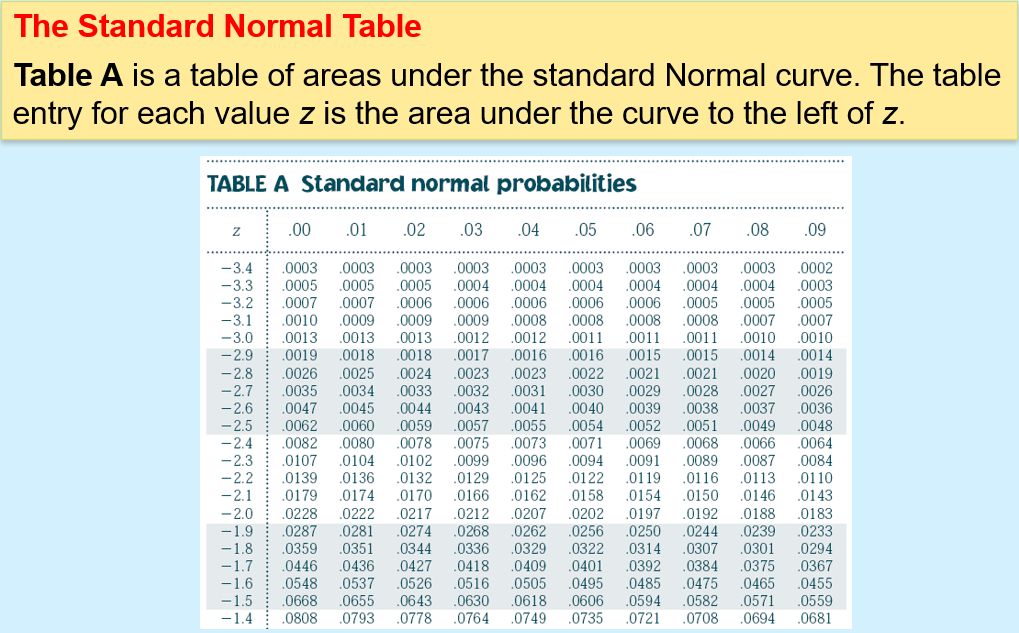 The Standard Normal Table
Table A is a table of areas under the standard Normal curve. The table
entry for each value z is the area under the curve to the left of z.
TABLE A Standard normal probabilities
z .00 .01 .02 .03 .04 .05 .06 .07 .08 .09
−3.4 .0003 .0003 .0003 .0003 .0003 .0003 .0003 .0003 .0003 .0002
−3.3 .0005 .0005 .0005 .0004 .0004 .0004 .0004 .0004 .0004 .0003
−3.2 .0007 .0007 .0006 .0006 .0006 .0006 .0006 .0005 .0005 .0005
−3.1 .0010 .0009 .0009 .0009 .0008 .0008 .0008 .0008 .0007 .0007
−3.0 .0013 .0013 .0013 .0012 .0012 .0011 .0011 .0011 .0010 .0010
−2.9 .0019 .0018 .0018 .0017 .0016 .0016 .0015 .0015 .0014 .0014
−2.8 .0026 .0025 .0024 .0023 .0023 .0022 .0021 .0021 .0020 .0019
−2.7 .0035 .0034 .0033 .0032 .0031 .0030 .0029 .0028 .0027 .0026
−2.6 .0047 .0045 .0044 .0043 .0041 .0040 .0039 .0038 .0037 .0036
−2.5 .0062 .0060 .0059 .0057 .0055 .0054 .0052 .0051 .0049 .0048
−2.4 .0082 .0080 .0078 .0075 .0073 .0071 .0069 .0068 .0066 .0064
−2.3 .0107 .0104 .0102 .0099 .0096 .0094 .0091 .0089 .0087 .0084
−2.2 .0139 .0136 .0132 .0129 .0125 .0122 .0119 .0116 .0113 .0110
−2.1 .0179 .0174 .0170 .0166 .0162 .0158 .0154 .0150 .0146 .0143
−2.0 .0228 .0222 .0217 .0212 .0207 .0202 .0197 .0192 .0188 .0183
−1.9 .0287 .0281 .0274 .0268 .0262 .0256 .0250 .0244 .0239 .0233
−1.8 .0359 .0351 .0344 .0336 .0329 .0322 .0314 .0307 .0301 .0294
−1.7 .0446 .0436 .0427 .0418 .0409 .0401 .0392 .0384 .0375 .0367
−1.6 .0548 .0537 .0526 .0516 .0505 .0495 .0485 .0475 .0465 .0455
−1.5 .0668 .0655 .0643 .0630 .0618 .0606 .0594 .0582 .0571 .0559
−1.4 .0808 .0793 .0778 .0764 .0749 .0735 .0721 .0708 .0694 .0681